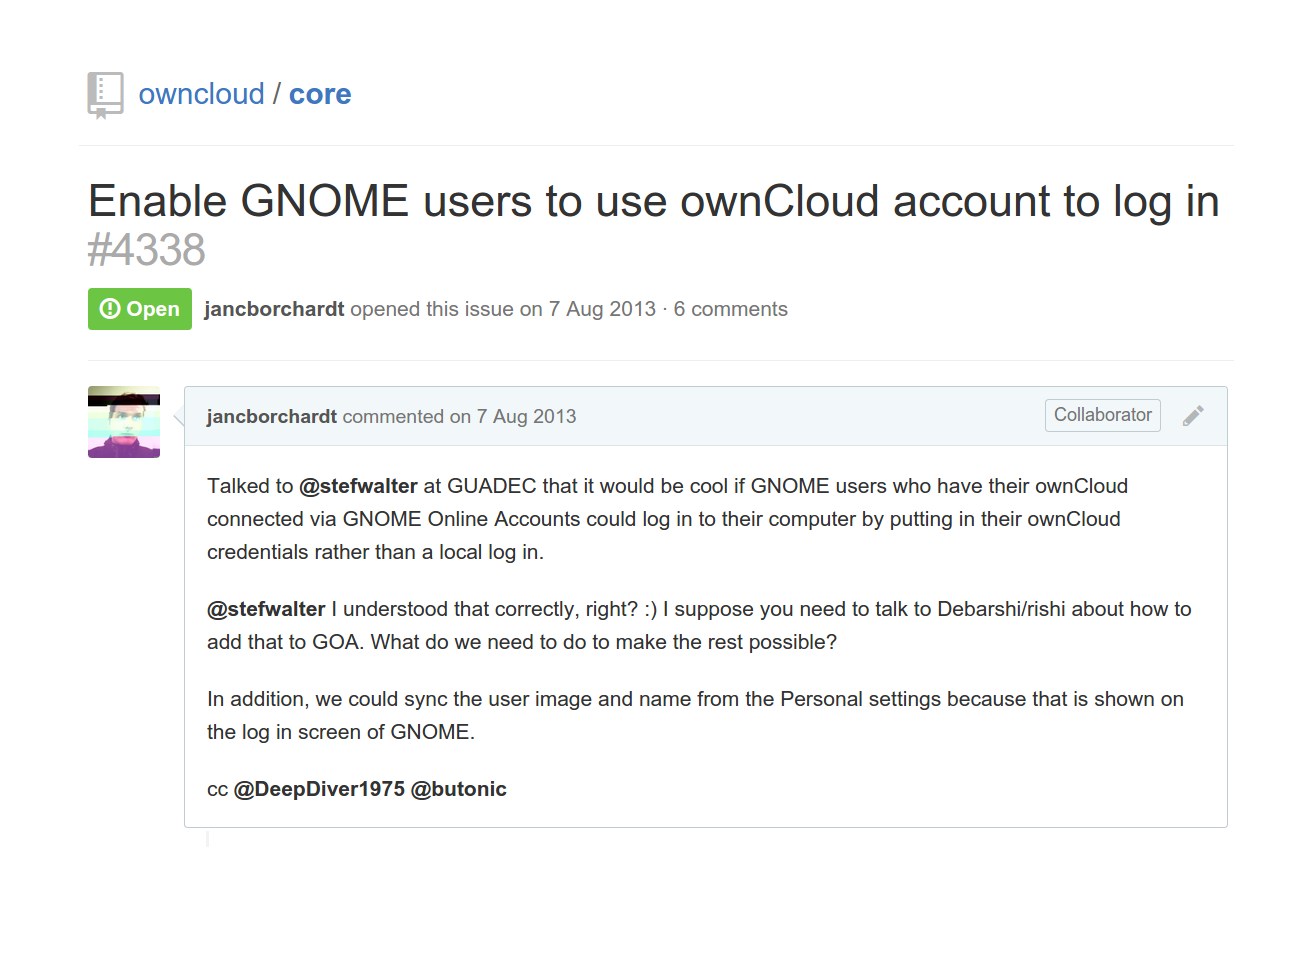 owncloud / core
Enable GNOME users to use ownCloud account to log in
#4338
Open jancborchardt opened this issue on 7 Aug 2013 · 6 comments
jancborchardt commented on 7 Aug 2013 Collaborator
Talked to @stefwalter at GUADEC that it would be cool if GNOME users who have their ownCloud
connected via GNOME Online Accounts could log in to their computer by putting in their ownCloud
credentials rather than a local log in.
@stefwalter I understood that correctly, right? :) I suppose you need to talk to Debarshi/rishi about how to
add that to GOA. What do we need to do to make the rest possible?
In addition, we could sync the user image and name from the Personal settings because that is shown on
the log in screen of GNOME.
cc @DeepDiver1975 @butonic